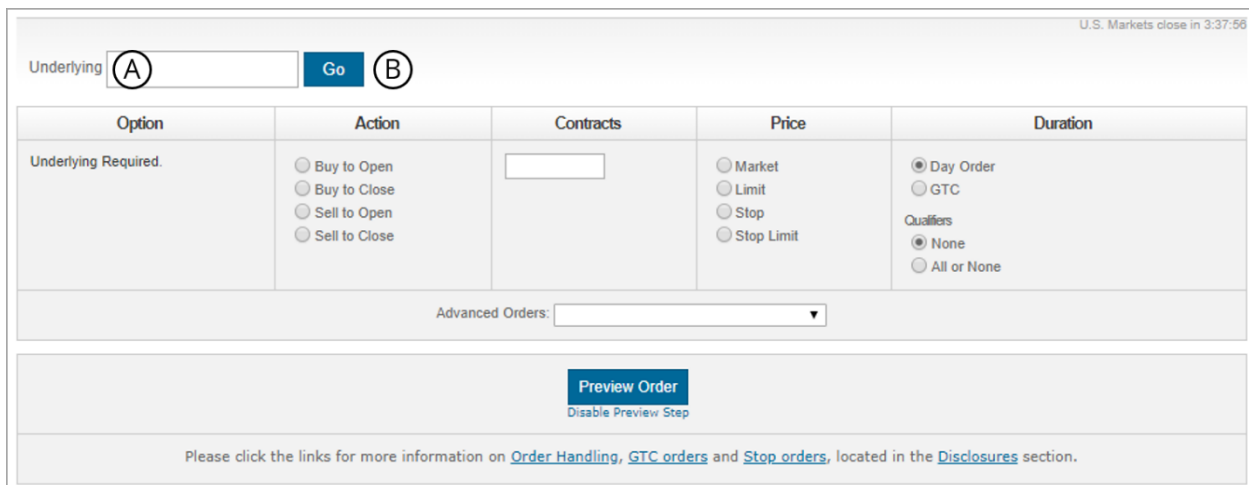 U.S. Markets close in 3:37:56
Underlying A Go B
Option Action Contracts Price Duration
Underlying Required.
Buy to Open
Buy to Close
Sell to Open
Sell to Close
Market
Limit
Stop
Stop Limit
Day Order
GTC
Qualifiers
None
All or None
Advanced Orders:
Preview Order
Disable Preview Step
Please click the links for more information on Order Handling, GTC orders and Stop orders, located in the Disclosures section.